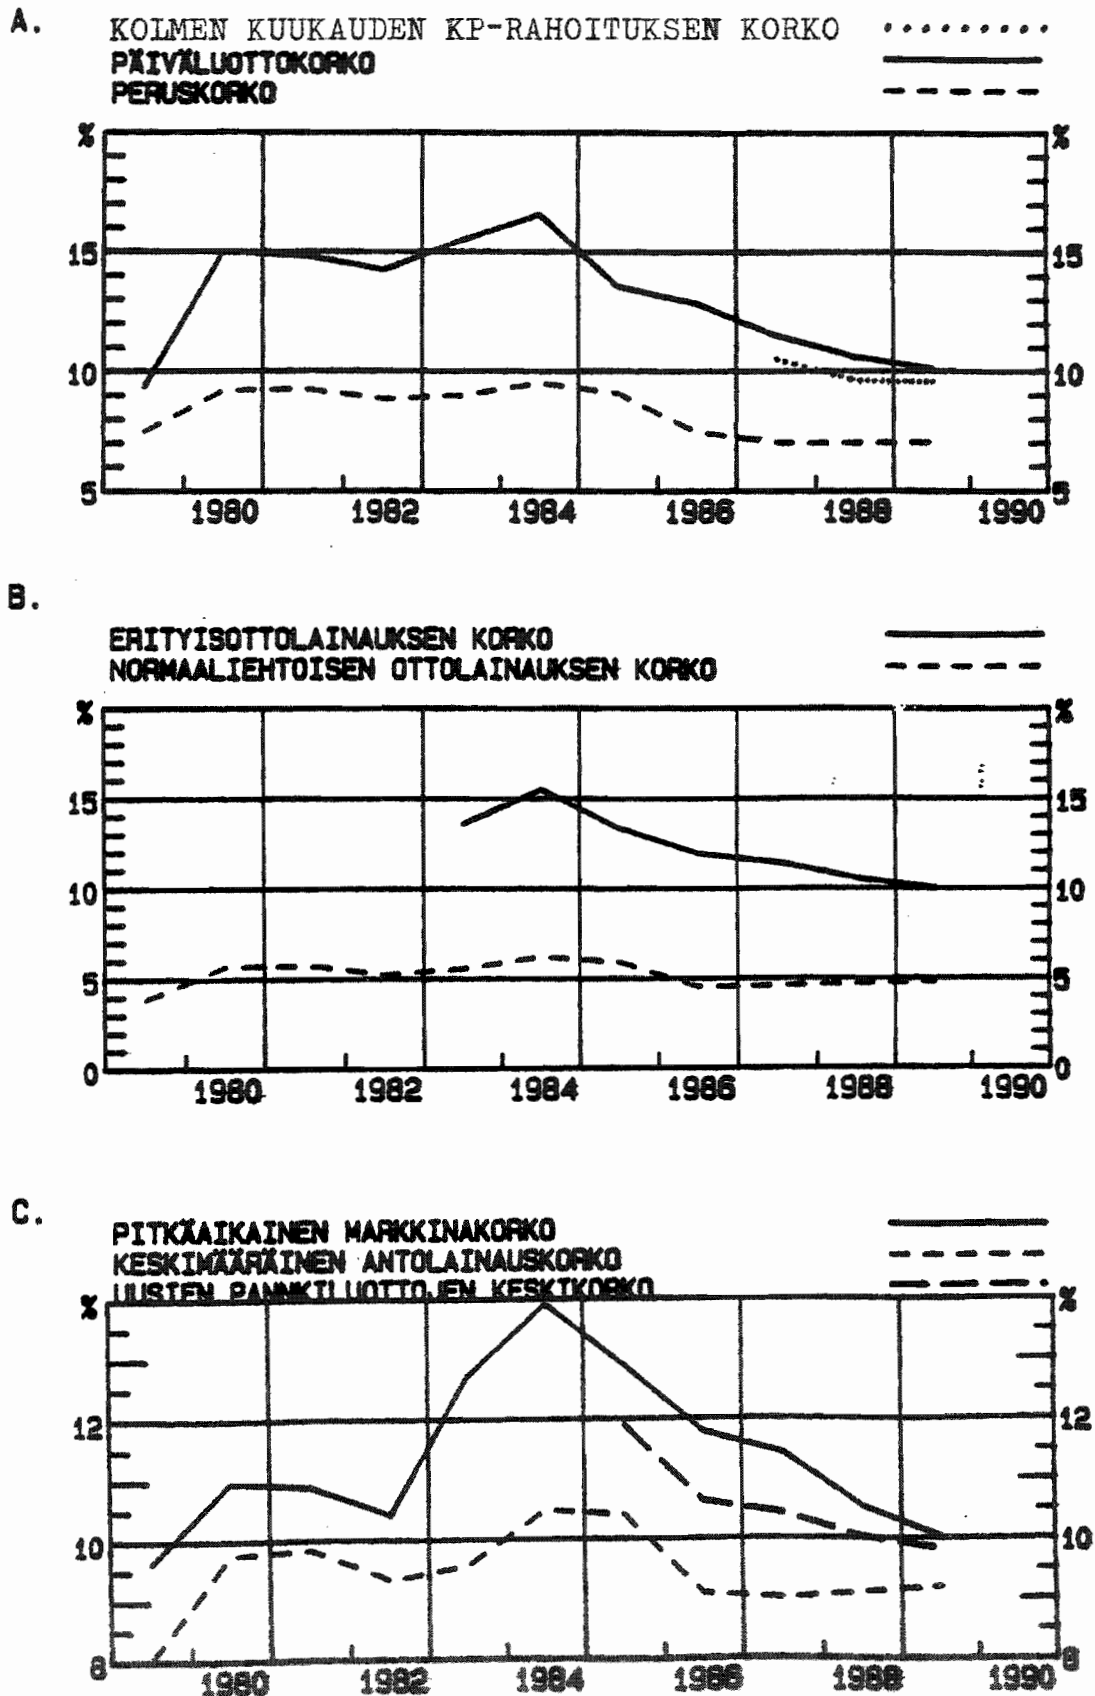 A.
KOLMEN KUUKAUDEN KP-RAHOITUKSEN KORKO
PÄIVÄLUOTTOKORKO
PERUSKORKO
% %
15 15
10 10
5 5
1980 1982 1984 1986 1988 1990
B.
ERITYISOTTOLAINAUKSEN KORKO
NORMAALIEHTOISEN OTTOLAINAUKSEN KORKO
% %
15 15
10 10
5 5
0 0
1980 1982 1984 1986 1988 1990
C.
PITKÄAIKAINEN MARKKINAKORKO
KESKIMÄÄRÄINEN ANTOLAINAUSKORKO
UUSTEN PANNKILUOTTOJEN KESKIKORKO
% %
12 12
10 10
8 8
1980 1982 1984 1986 1988 1990